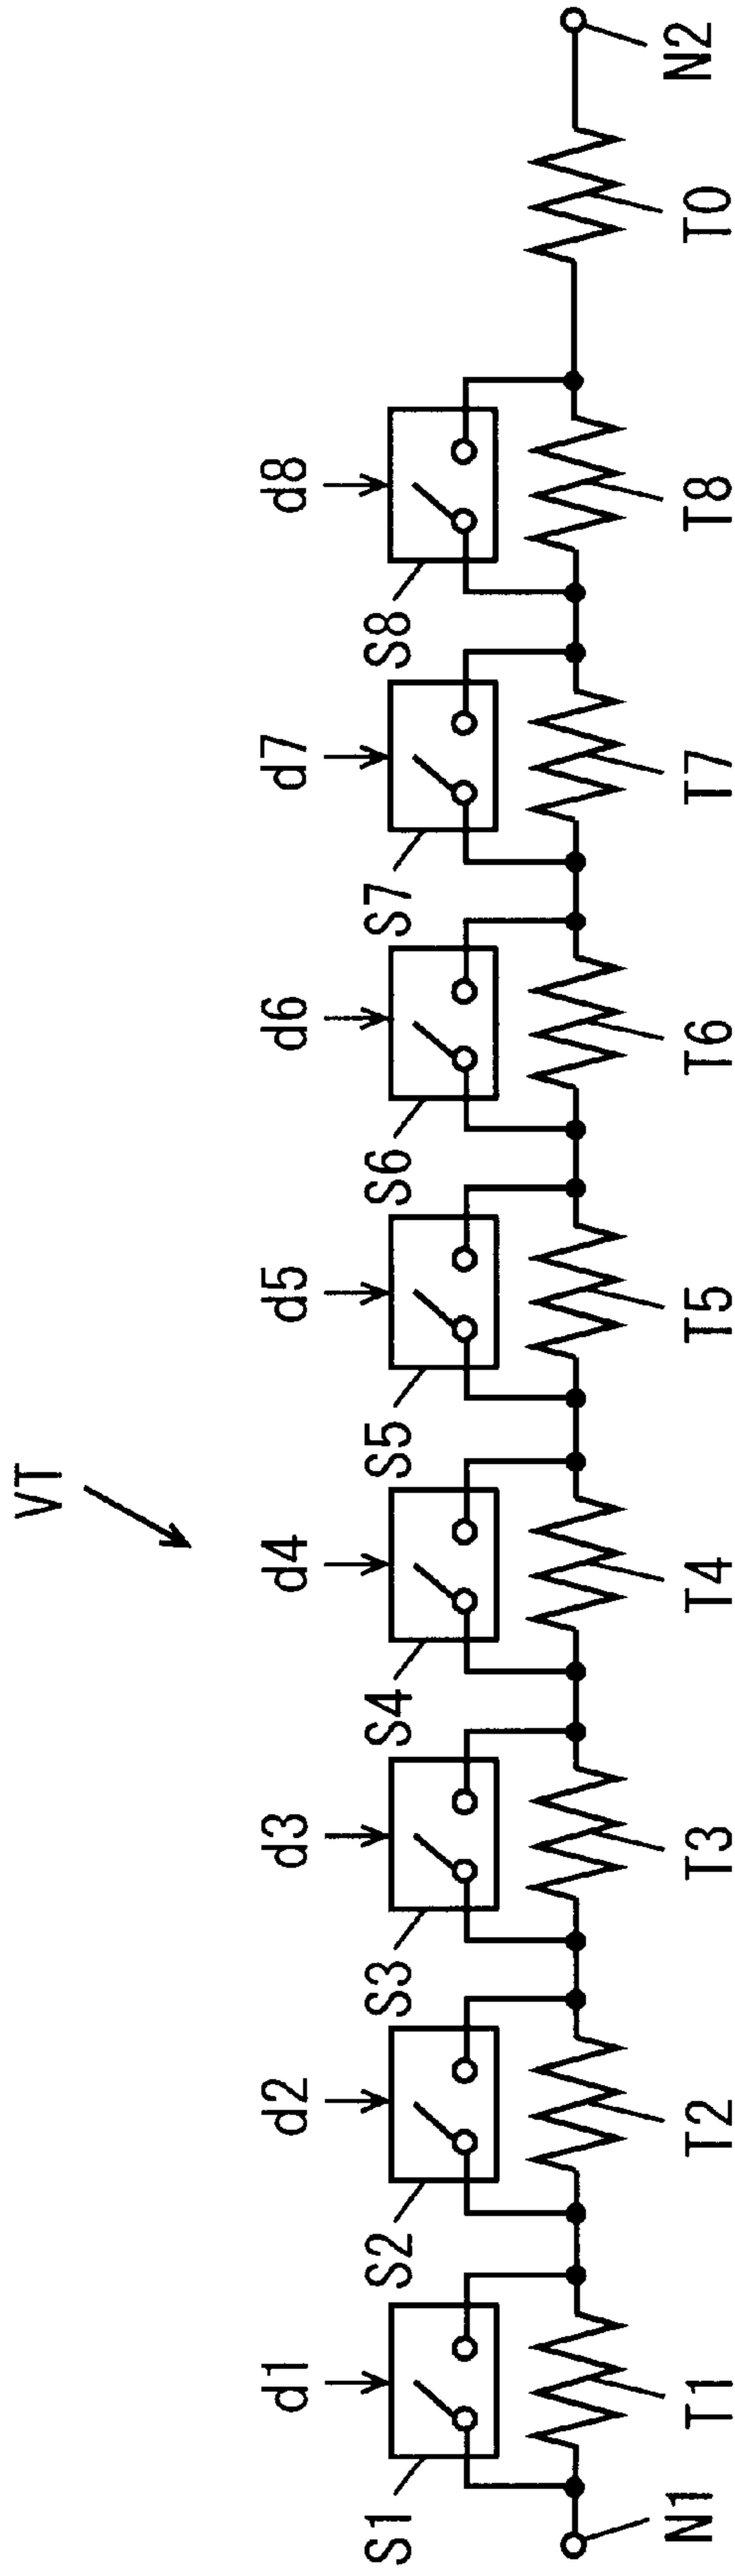 VT
d1 d2 d3 d4 d5 d6 d7 d8
S1 S2 S3 S4 S5 S6 S7 S8
N1 T1 T2 T3 T4 T5 T6 T7 T8 T0 N2